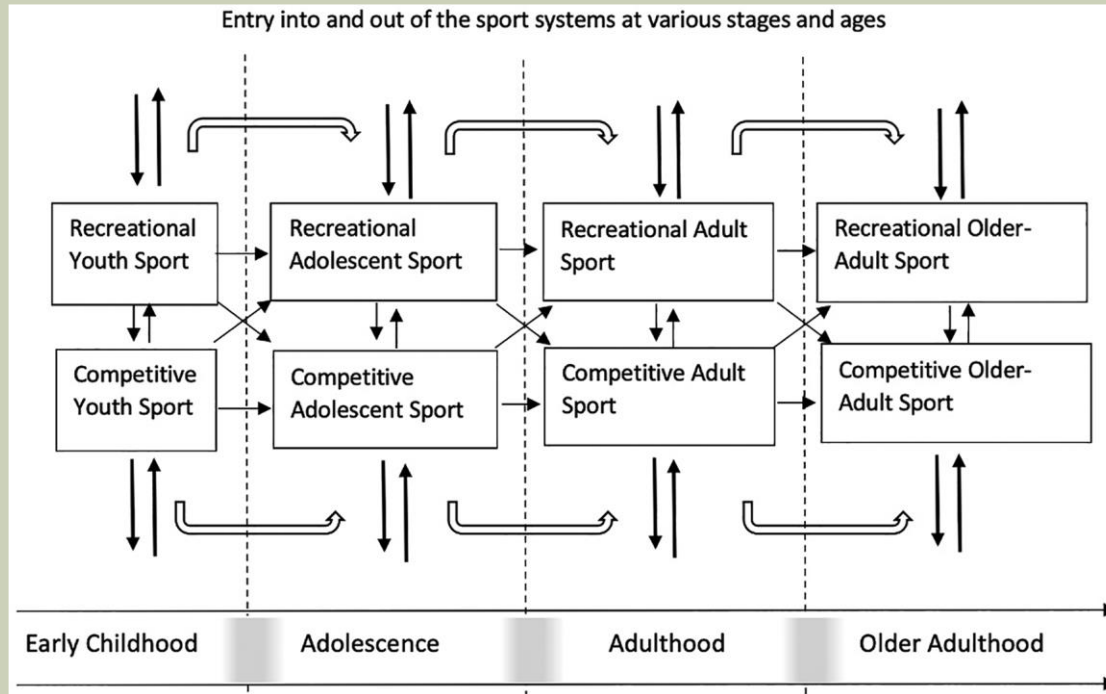 Entry into and out of the sport systems at various stages and ages
Recreational
Youth Sport
Recreational
Adolescent Sport
Recreational Adult
Sport
Recreational Older-
Adult Sport
Competitive
Youth Sport
Competitive
Adolescent Sport
Competitive Adult
Sport
Competitive Older-
Adult Sport
Early Childhood
Adolescence
Adulthood
Older Adulthood